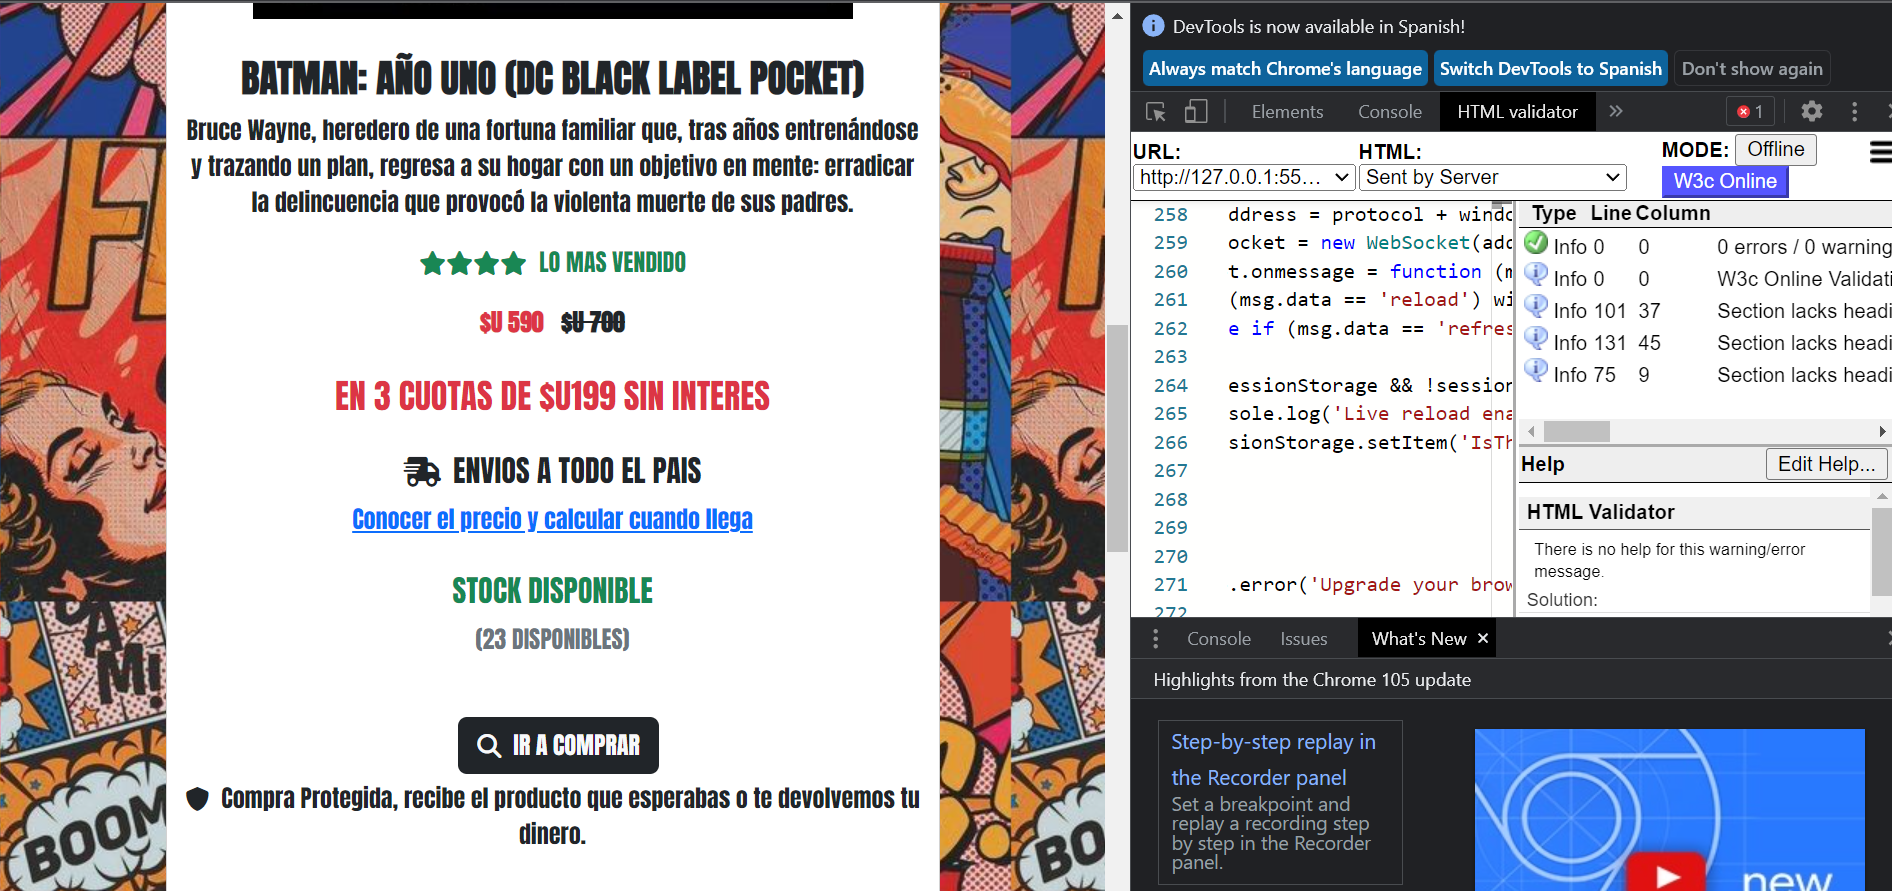 BATMAN: AÑO UNO (DC BLACK LABEL POCKET)
Bruce Wayne, heredero de una fortuna familiar que, tras años entrenándose
y trazando un plan, regresa a su hogar con un objetivo en mente: erradicar
la delincuencia que provocó la violenta muerte de sus padres.
LO MAS VENDIDO
$U 590 $U 700
EN 3 CUOTAS DE $U199 SIN INTERES
ENVIOS A TODO EL PAIS
Conocer el precio y calcular cuando llega
STOCK DISPONIBLE
(23 DISPONIBLES)
IR A COMPRAR
Compra Protegida, recibe el producto que esperabas o te devolvemos tu
dinero.
BOOM
BO
DevTools is now available in Spanish!
Always match Chrome's language Switch DevTools to Spanish Don't show again
Elements Console HTML validator » 1
URL: HTML: MODE: Offline
http://127.0.0.1:55... Sent by Server W3c Online
258 ddress = protocol + windo
259 ocket = new WebSocket(add
260 t.onmessage = function (m
261 (msg.data == 'reload') wi
262 e if (msg.data == 'refres
263
264 essionStorage && !session
265 sole.log('Live reload ena
266 sionStorage.setItem('IsTh
267
268
269
270
271 .error('Upgrade your brow
272
Type Line Column
Info 0 0 0 errors / 0 warning
Info 0 0 W3c Online Validati
Info 101 37 Section lacks headi
Info 131 45 Section lacks headi
Info 75 9 Section lacks headi
Help Edit Help...
HTML Validator
There is no help for this warning/error
message.
Solution:
Console Issues What's New ×
Highlights from the Chrome 105 update
Step-by-step replay in
the Recorder panel
Set a breakpoint and
replay a recording step
by step in the Recorder
panel.
new